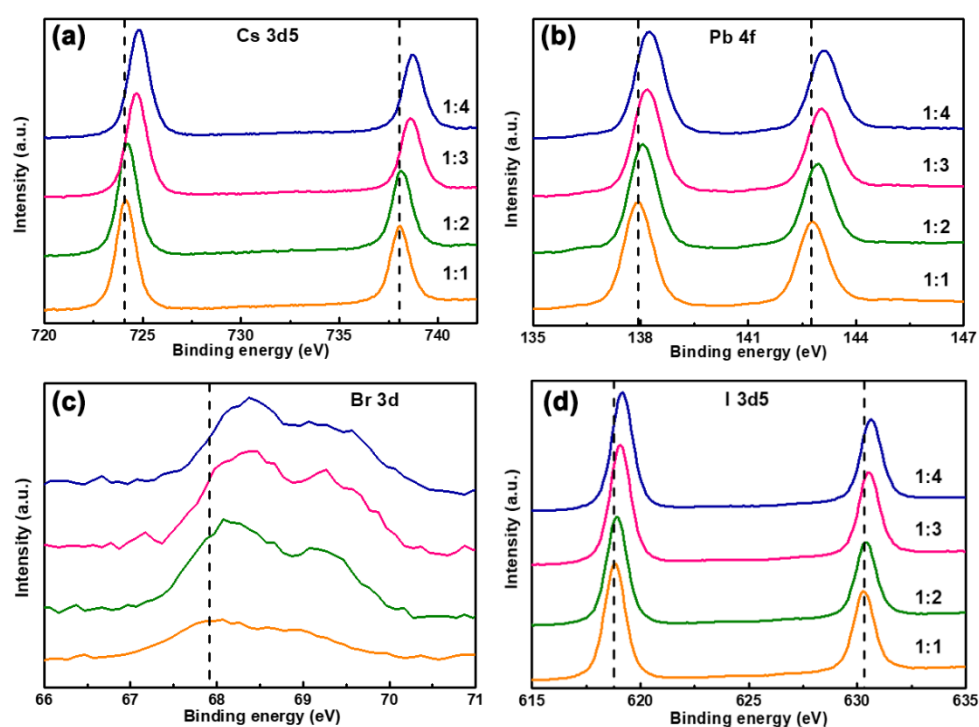 (a)
Cs 3d5
1:4
1:3
1:2
1:1
Intensity (a.u.)
720 725 730 735 740
Binding energy (eV)
(b)
Pb 4f
1:4
1:3
1:2
1:1
Intensity (a.u.)
135 138 141 144 147
Binding energy (eV)
(c)
Br 3d
Intensity (a.u.)
66 67 68 69 70 71
Binding energy (eV)
(d)
I 3d5
1:4
1:3
1:2
1:1
Intensity (a.u.)
615 620 625 630 635
Binding energy (eV)